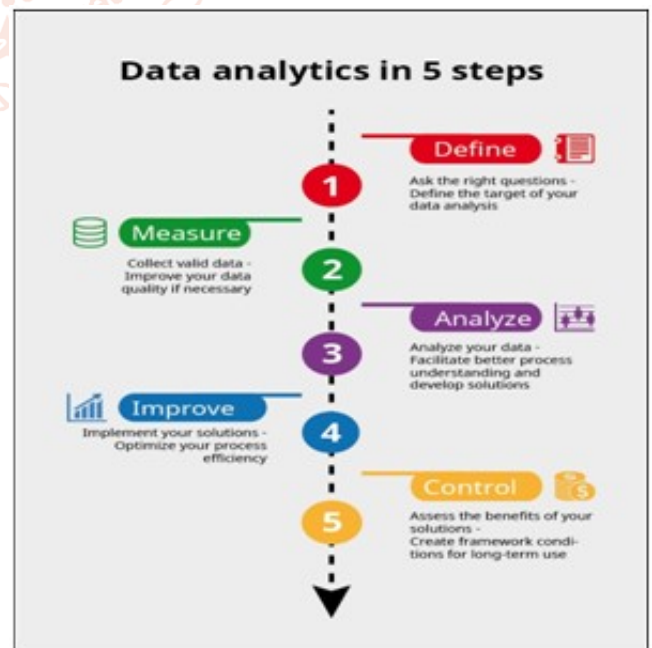 Data analytics in 5 steps
Define
1
Ask the right questions -
Define the target of your
data analysis
Measure
2
Collect valid data -
Improve your data
quality if necessary
Analyze
3
Analyze your data -
Facilitate better process
understanding and
develop solutions
Improve
4
Implement your solutions -
Optimize your process
efficiency
Control
5
Assess the benefits of your
solutions -
Create framework condi-
tions for long-term use